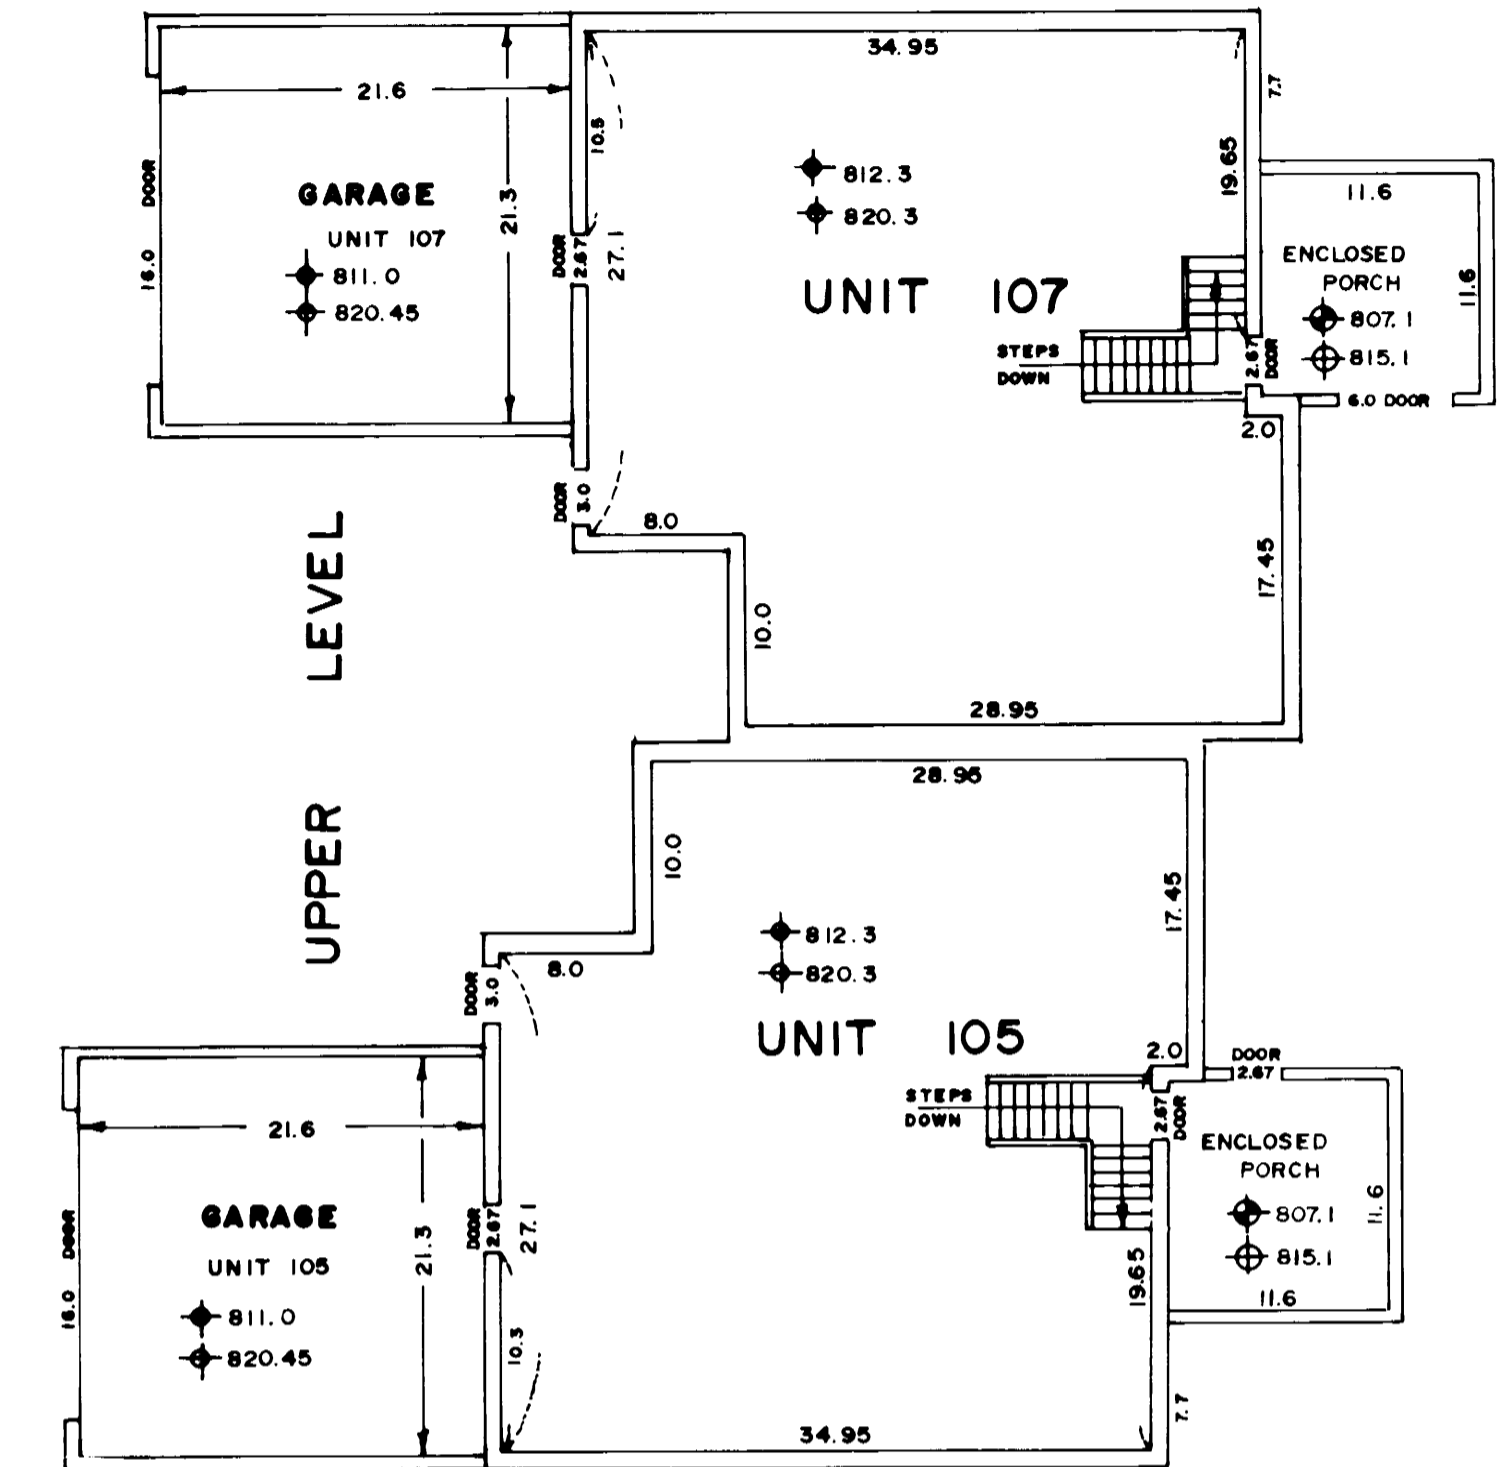 34.95
7.7
21.6
10.5
DOOR
19.65
812.3
820.3
11.6
GARAGE
21.3
UNIT 107
811.0
820.45
16.0
DOOR
2.67
27.1
UNIT 107
ENCLOSED
PORCH
807.1
815.1
11.6
STEPS
DOWN
2.67
DOOR
6.0 DOOR
2.0
DOOR
3.0
8.0
17.45
10.0
28.95
UPPER LEVEL
28.95
10.0
17.45
812.3
820.3
8.0
DOOR
3.0
UNIT 105
2.0
DOOR
2.67
STEPS
DOWN
2.67
DOOR
21.6
ENCLOSED
PORCH
807.1
815.1
11.6
11.6
GARAGE
21.3
UNIT 105
811.0
820.45
16.0 DOOR
DOOR
2.67
27.1
19.65
10.3
7.7
34.95